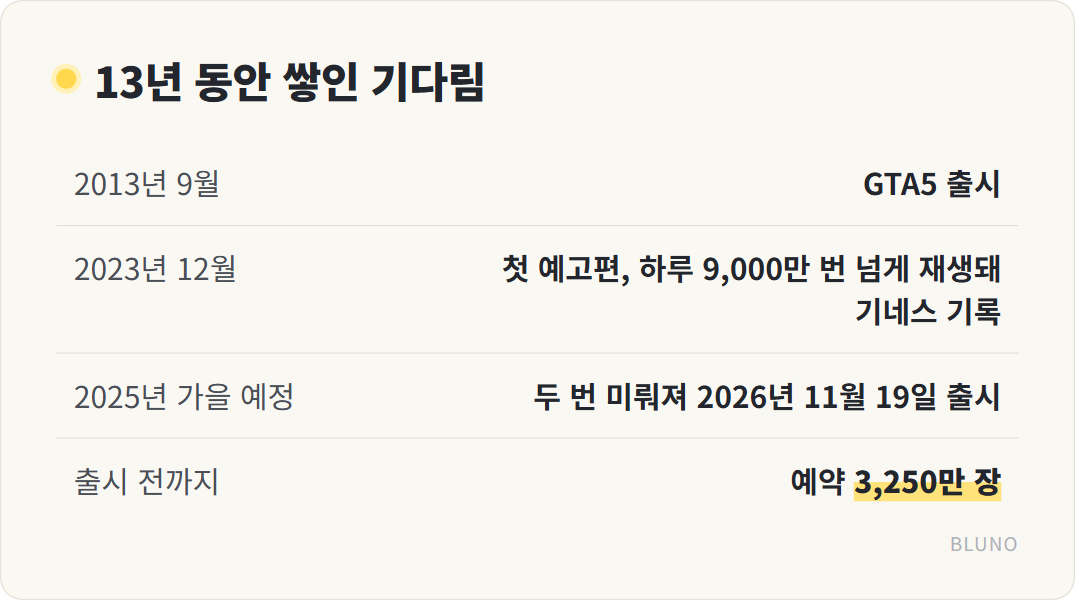 13년 동안 쌓인 기다림
2013년 9월 GTA5 출시
2023년 12월 첫 예고편, 하루 9,000만 번 넘게 재생돼
기네스 기록
2025년 가을 예정 두 번 미뤄져 2026년 11월 19일 출시
출시 전까지 예약 3,250만 장
BLUNO